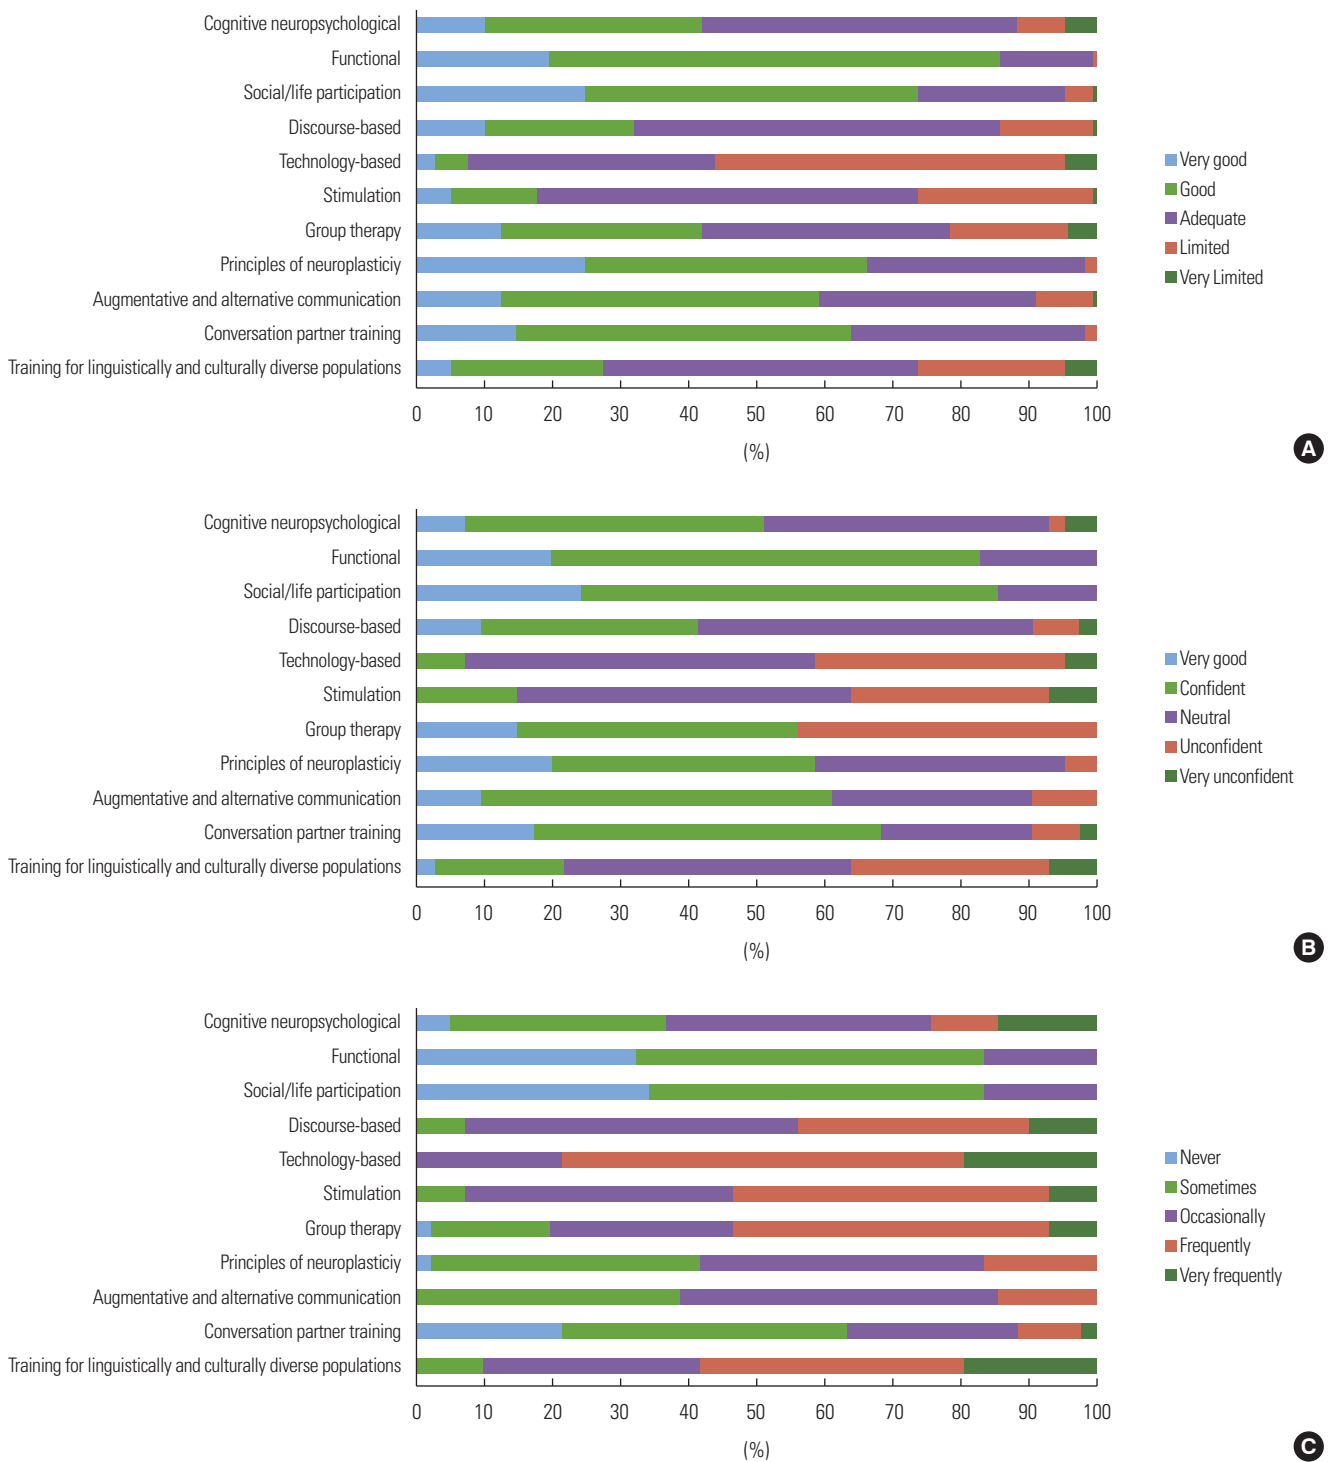 Cognitive neuropsychological
Functional
Social/life participation
Discourse-based
Technology-based
Stimulation
Group therapy
Principles of neuroplasticiy
Augmentative and alternative communication
Conversation partner training
Training for linguistically and culturally diverse populations
0 10 20 30 40 50 60 70 80 90 100
(%)
Very good
Good
Adequate
Limited
Very Limited
A
Cognitive neuropsychological
Functional
Social/life participation
Discourse-based
Technology-based
Stimulation
Group therapy
Principles of neuroplasticiy
Augmentative and alternative communication
Conversation partner training
Training for linguistically and culturally diverse populations
0 10 20 30 40 50 60 70 80 90 100
(%)
Very good
Confident
Neutral
Unconfident
Very unconfident
B
Cognitive neuropsychological
Functional
Social/life participation
Discourse-based
Technology-based
Stimulation
Group therapy
Principles of neuroplasticiy
Augmentative and alternative communication
Conversation partner training
Training for linguistically and culturally diverse populations
0 10 20 30 40 50 60 70 80 90 100
(%)
Never
Sometimes
Occasionally
Frequently
Very frequently
C